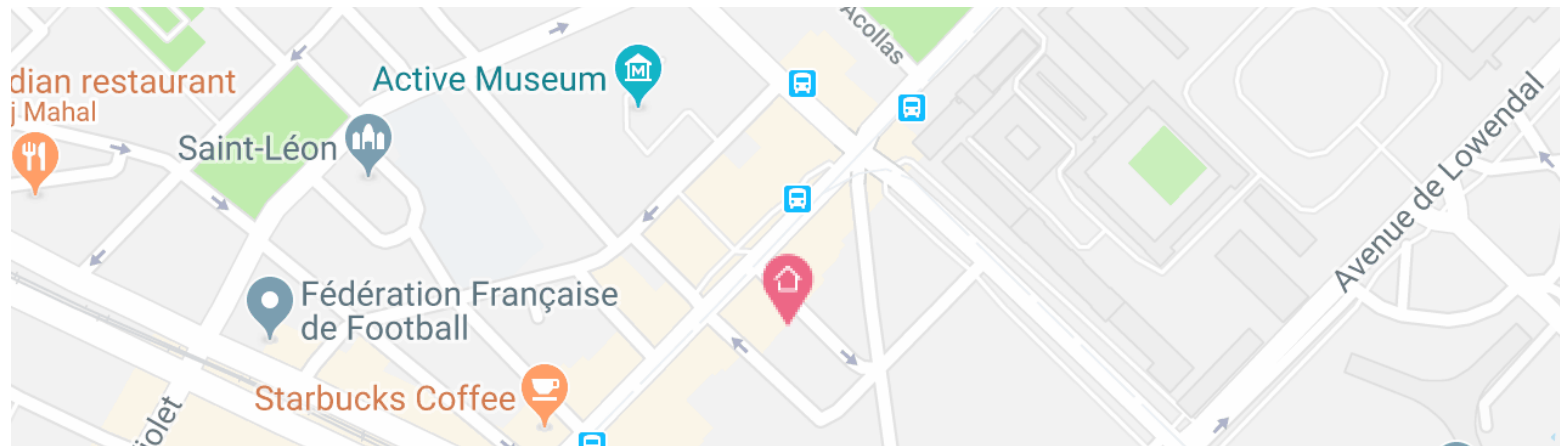 Acollas
dian restaurant
j Mahal
Active Museum
M
Saint-Léon
Avenue de Lowendal
Fédération Française
de Football
Starbucks Coffee
iolet